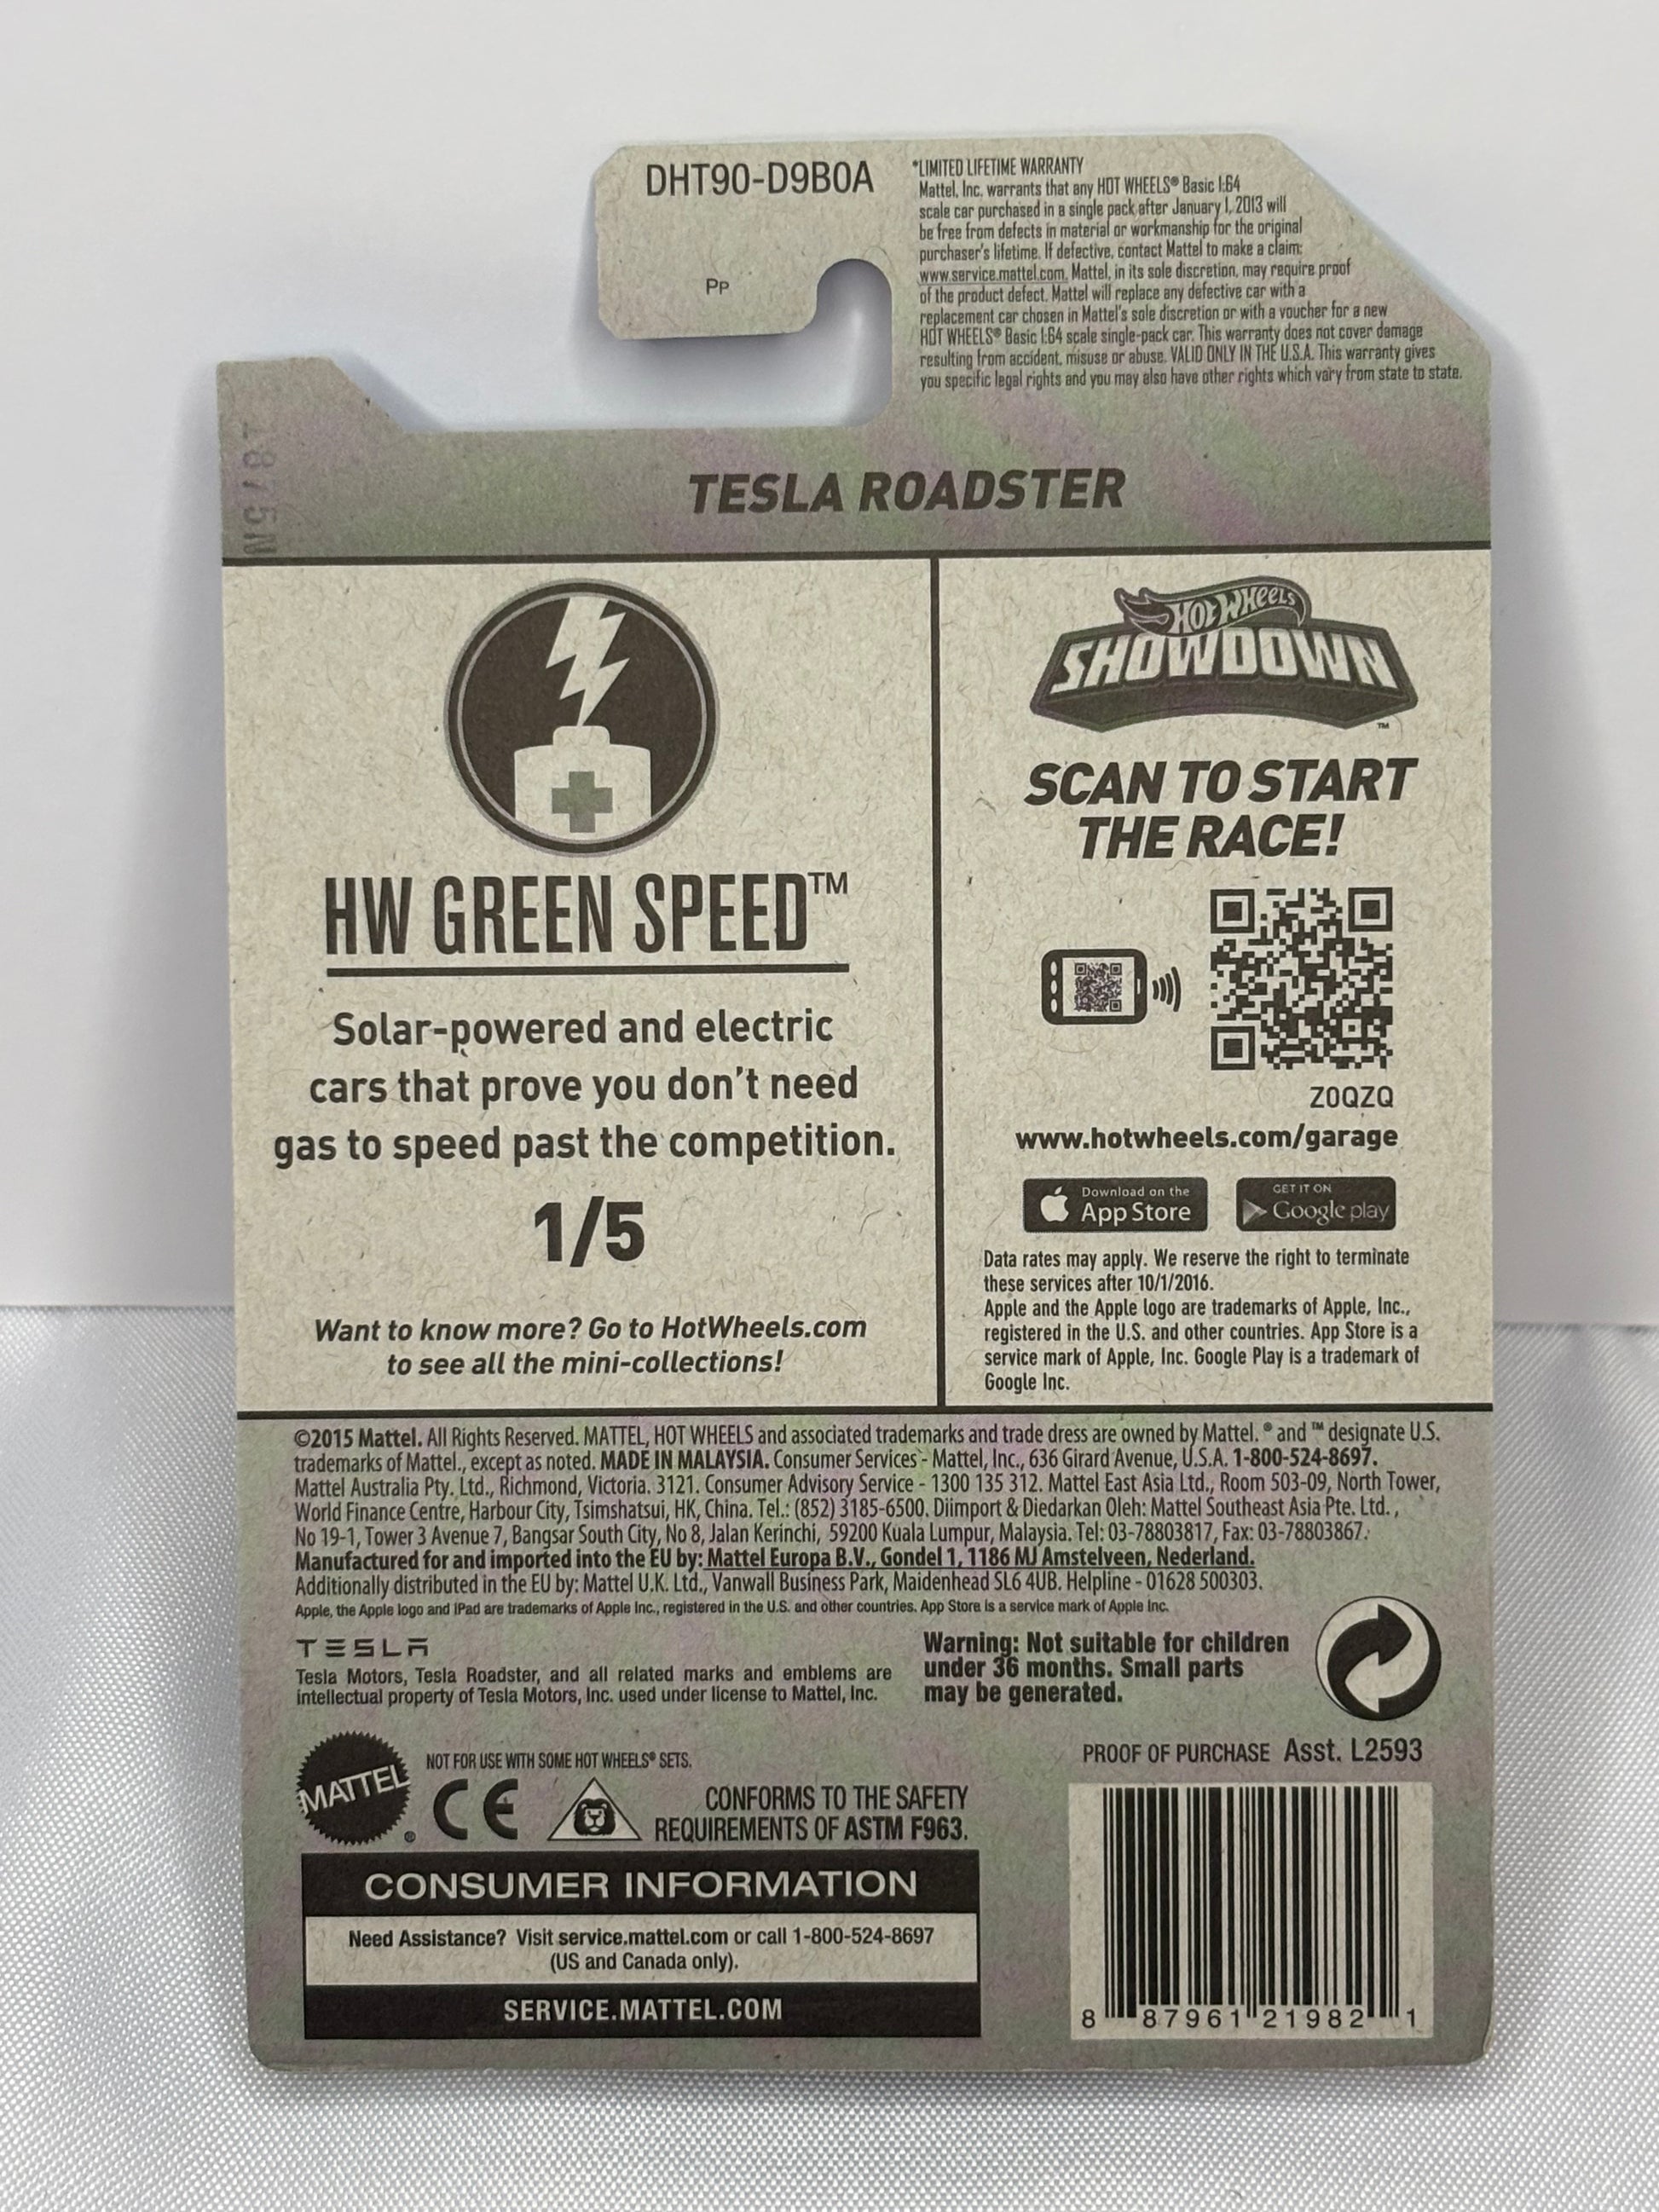 DHT90-D9B0A
PP
*LIMITED LIFETIME WARRANTY
Mattel, Inc. warrants that any HOT WHEELS® Basic 1:64
scale car purchased in a single pack after January 1, 2013 will
be free from defects in material or workmanship for the original
purchaser's lifetime. If defective, contact Mattel to make a claim:
www.service.mattel.com. Mattel, in its sole discretion, may require proof
of the product defect. Mattel will replace any defective car with a
replacement car chosen in Mattel's sole discretion or with a voucher for a new
HOT WHEELS® Basic 1:64 scale single-pack car. This warranty does not cover damage
resulting from accident, misuse or abuse. VALID ONLY IN THE U.S.A. This warranty gives
you specific legal rights and you may also have other rights which vary from state to state.
TESLA ROADSTER
HW GREEN SPEED™
Solar-powered and electric
cars that prove you don't need
gas to speed past the competition.
1/5
Want to know more? Go to HotWheels.com
to see all the mini-collections!
Hot Wheels
SHOWDOWN
™
SCAN TO START
THE RACE!
Z0QZQ
www.hotwheels.com/garage
Download on the
App Store
GET IT ON
Google play
Data rates may apply. We reserve the right to terminate
these services after 10/1/2016.
Apple and the Apple logo are trademarks of Apple, Inc.,
registered in the U.S. and other countries. App Store is a
service mark of Apple, Inc. Google Play is a trademark of
Google Inc.
©2015 Mattel. All Rights Reserved. MATTEL, HOT WHEELS and associated trademarks and trade dress are owned by Mattel. ® and ™ designate U.S.
trademarks of Mattel., except as noted. MADE IN MALAYSIA. Consumer Services - Mattel, Inc., 636 Girard Avenue, U.S.A. 1-800-524-8697.
Mattel Australia Pty. Ltd., Richmond, Victoria. 3121. Consumer Advisory Service - 1300 135 312. Mattel East Asia Ltd., Room 503-09, North Tower,
World Finance Centre, Harbour City, Tsimshatsui, HK, China. Tel.: (852) 3185-6500. Diimport & Diedarkan Oleh: Mattel Southeast Asia Pte. Ltd. ,
No 19-1, Tower 3 Avenue 7, Bangsar South City, No 8, Jalan Kerinchi, 59200 Kuala Lumpur, Malaysia. Tel: 03-78803817, Fax: 03-78803867.
Manufactured for and imported into the EU by: Mattel Europa B.V., Gondel 1, 1186 MJ Amstelveen, Nederland.
Additionally distributed in the EU by: Mattel U.K. Ltd., Vanwall Business Park, Maidenhead SL6 4UB. Helpline - 01628 500303.
Apple, the Apple logo and iPad are trademarks of Apple Inc., registered in the U.S. and other countries. App Store is a service mark of Apple Inc.
TESLA
Tesla Motors, Tesla Roadster, and all related marks and emblems are
intellectual property of Tesla Motors, Inc. used under license to Mattel, Inc.
Warning: Not suitable for children
under 36 months. Small parts
may be generated.
MATTEL
®
NOT FOR USE WITH SOME HOT WHEELS® SETS.
CE
CONFORMS TO THE SAFETY
REQUIREMENTS OF ASTM F963.
PROOF OF PURCHASE Asst. L2593
CONSUMER INFORMATION
Need Assistance? Visit service.mattel.com or call 1-800-524-8697
(US and Canada only).
SERVICE.MATTEL.COM
8 87961 21982 1